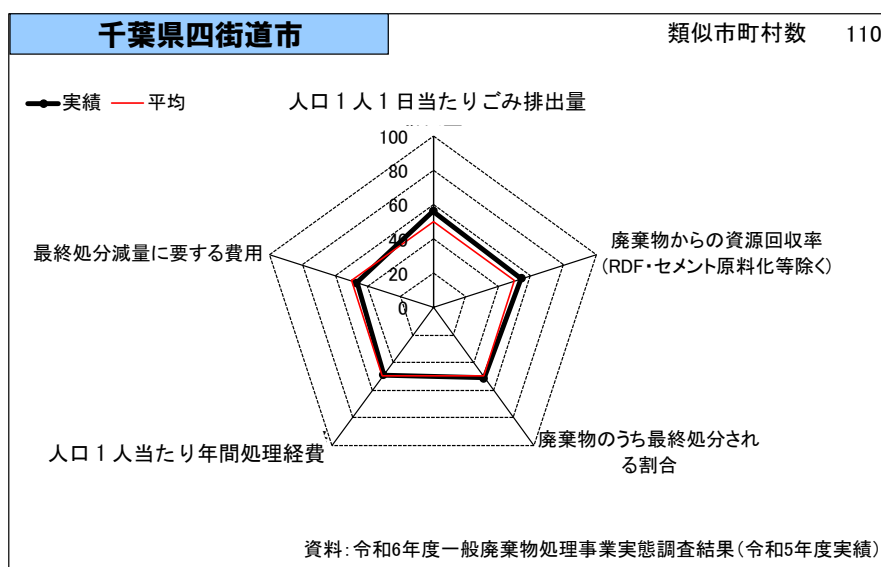 千葉県四街道市
類似市町村数 110
実績 平均
人口1人1日当たりごみ排出量
100
80
60
40
20
0
廃棄物からの資源回収率
(RDF・セメント原料化等除く)
廃棄物のうち最終処分され
る割合
人口1人当たり年間処理経費
最終処分減量に要する費用
資料:令和6年度一般廃棄物処理事業実態調査結果(令和5年度実績)